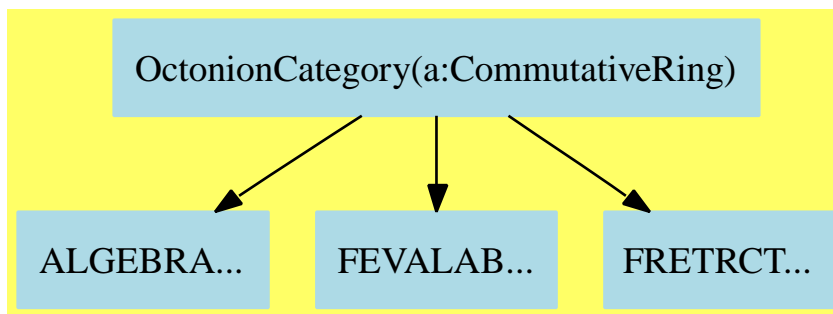 OctonionCategory(a:CommutativeRing)
ALGEBRA...
FEVALAB...
FRETRCT...